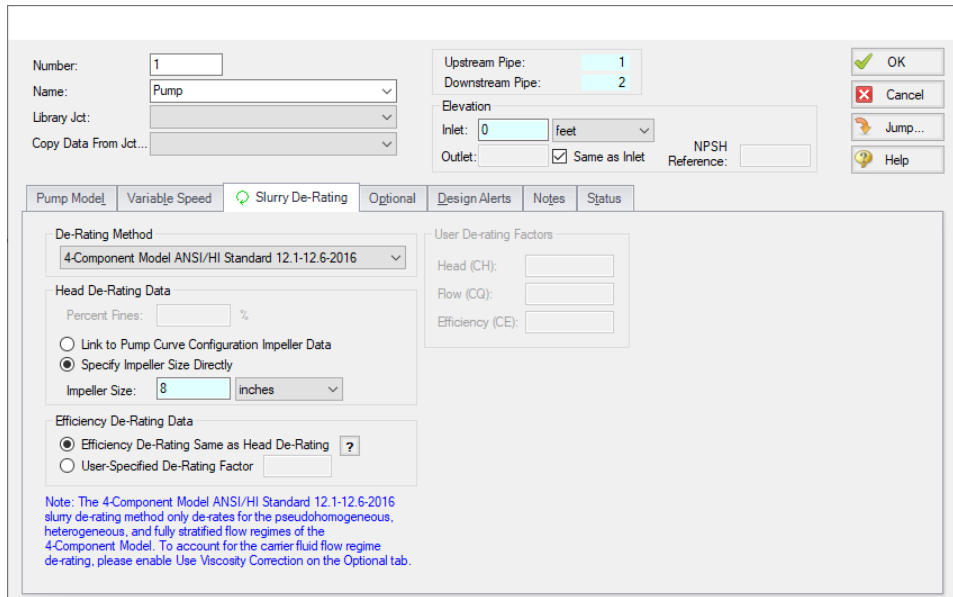 Number:
1
Name:
Pump
Library Jct:
Copy Data From Jct...
Upstream Pipe:
1
Downstream Pipe:
2
Elevation
Inlet:
0
feet
Outlet:
Same as Inlet
NPSH
Reference:
OK
Cancel
Jump...
Help
Pump Model
Variable Speed
Slurry De-Rating
Optional
Design Alerts
Notes
Status
De-Rating Method
4-Component Model ANSI/HI Standard 12.1-12.6-2016
Head De-Rating Data
Percent Fines:
%
Link to Pump Curve Configuration Impeller Data
Specify Impeller Size Directly
Impeller Size:
8
inches
Efficiency De-Rating Data
Efficiency De-Rating Same as Head De-Rating
?
User-Specified De-Rating Factor
Note: The 4-Component Model ANSI/HI Standard 12.1-12.6-2016
slurry de-rating method only de-rates for the pseudohomogeneous,
heterogeneous, and fully stratified flow regimes of the
4-Component Model. To account for the carrier fluid flow regime
de-rating, please enable Use Viscosity Correction on the Optional tab.
User De-rating Factors
Head (CH):
Flow (CQ):
Efficiency (CE):